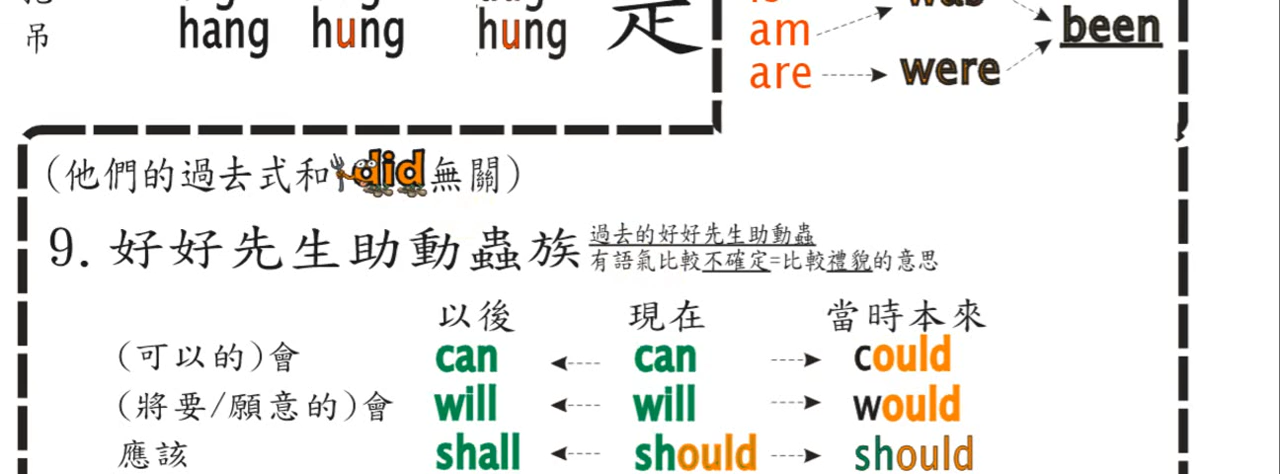 am
been
吊 hang hung hung 是
are were
(他們的過去式和did無關)
9. 好好先生助動蟲族
過去的好好先生助動蟲
有語氣比較不確定=比較禮貌的意思
以後 現在 當時本來
(可以的)會 can can could
(將要/願意的)會 will will would
應該 shall should should